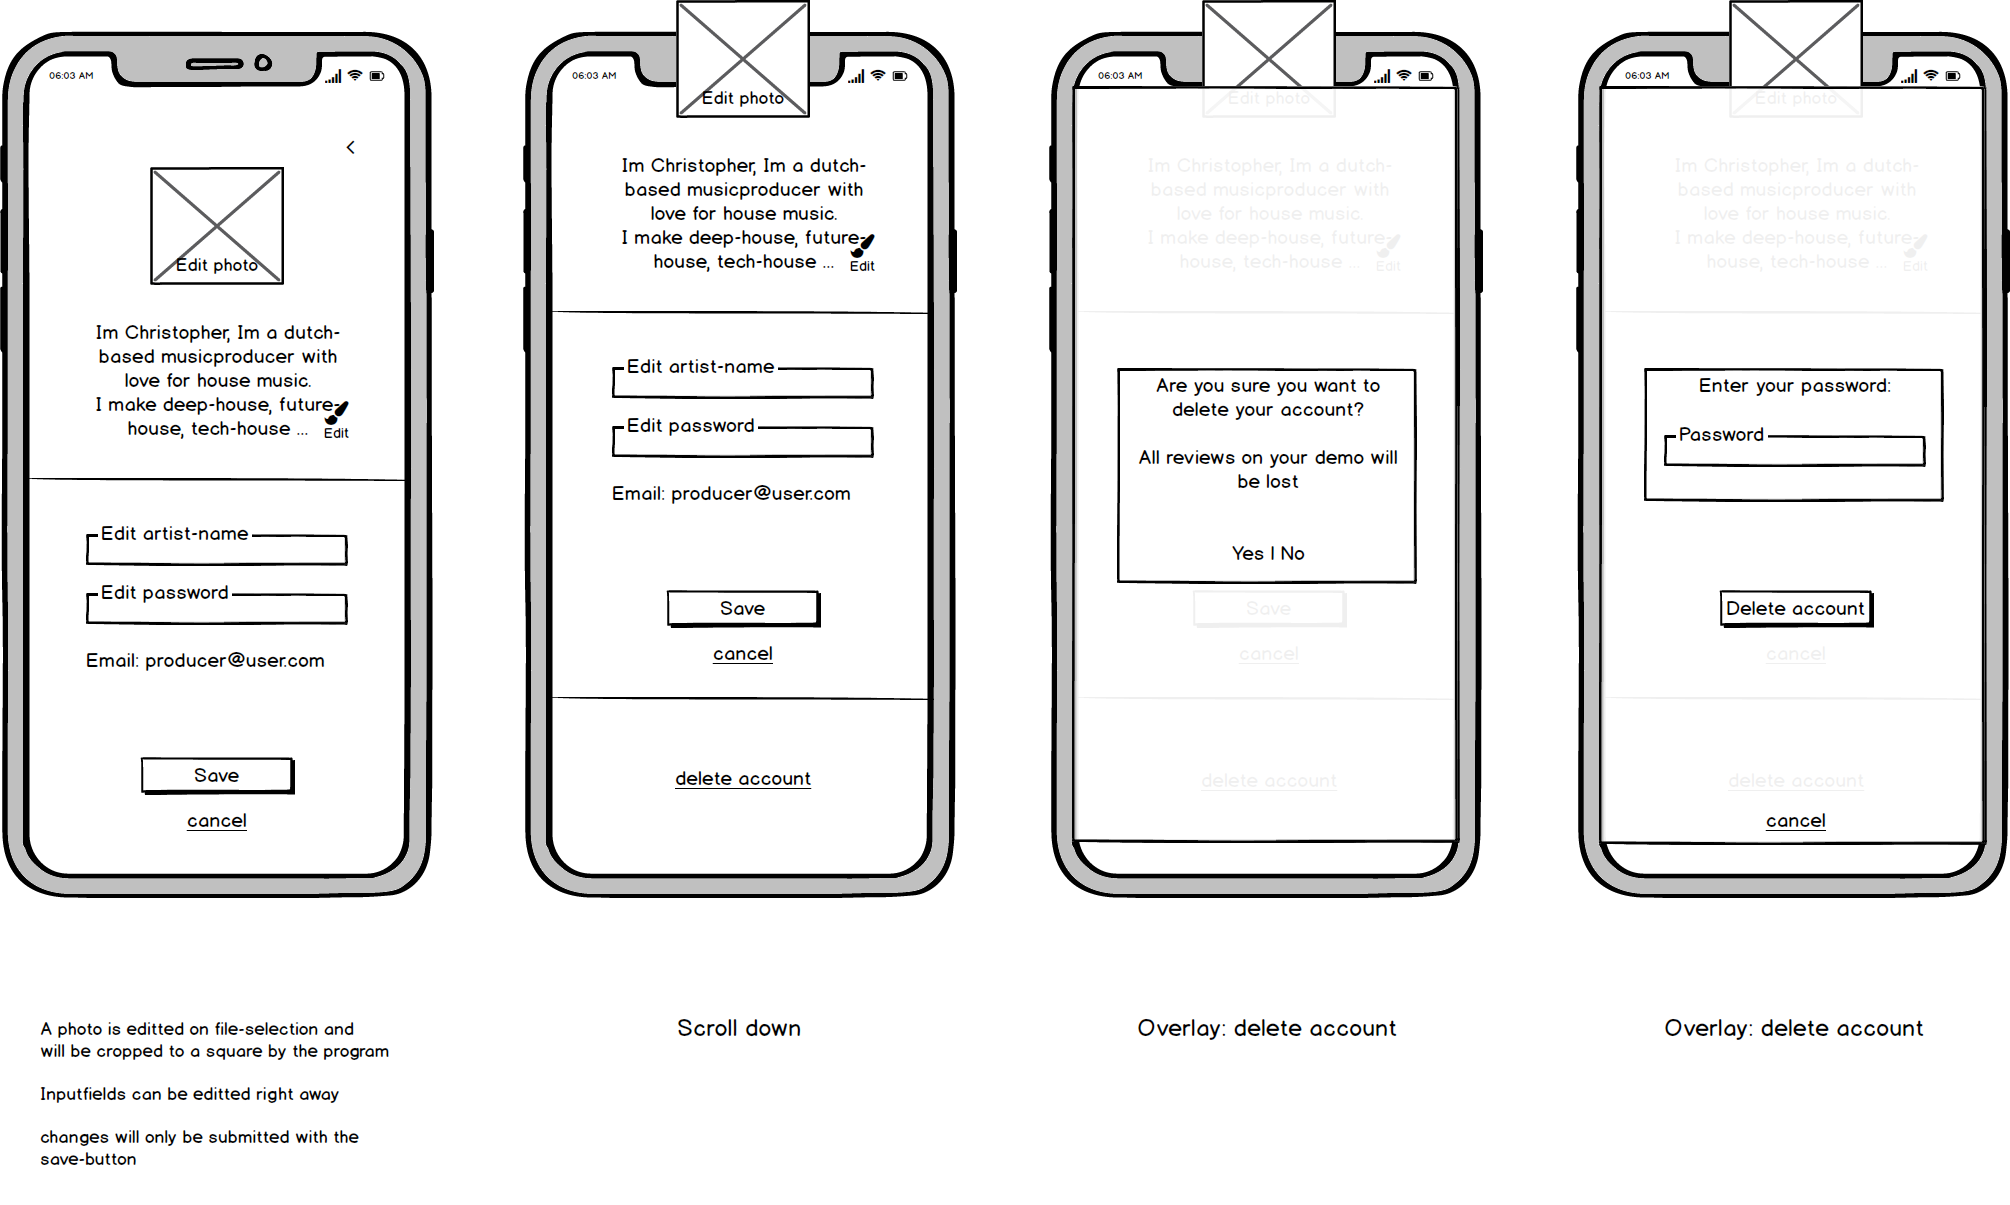 06:03 AM
Edit photo
Im Christopher, Im a dutch-
based musicproducer with
love for house music.
I make deep-house, future-
house, tech-house ...
Edit
Edit artist-name
Edit password
Email: producer@user.com
Save
cancel
A photo is editted on file-selection and
will be cropped to a square by the program
Inputfields can be editted right away
changes will only be submitted with the
save-button
06:03 AM
Edit photo
Im Christopher, Im a dutch-
based musicproducer with
love for house music.
I make deep-house, future-
house, tech-house ...
Edit
Edit artist-name
Edit password
Email: producer@user.com
Save
cancel
delete account
Scroll down
06:03 AM
Edit photo
Im Christopher, Im a dutch-
based musicproducer with
love for house music.
I make deep-house, future-
house, tech-house ...
Edit
Are you sure you want to
delete your account?
All reviews on your demo will
be lost
Yes I No
Save
cancel
delete account
Overlay: delete account
06:03 AM
Edit photo
Im Christopher, Im a dutch-
based musicproducer with
love for house music.
I make deep-house, future-
house, tech-house ...
Edit
Enter your password:
Password
Delete account
cancel
delete account
cancel
Overlay: delete account